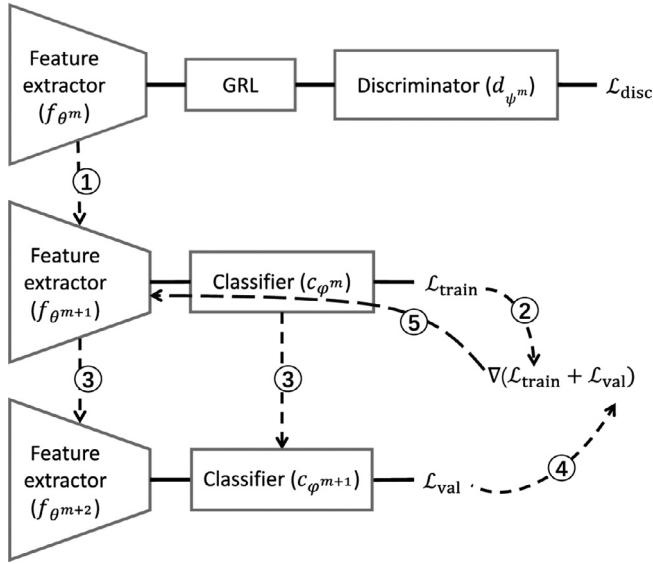 Feature
extractor
(f_{θ^m})
GRL
Discriminator (d_{ψ^m})
ℒ_disc
①
Feature
extractor
(f_{θ^{m+1}})
Classifier (c_{φ^m})
ℒ_train
②
⑤
③
③
∇(ℒ_train + ℒ_val)
Feature
extractor
(f_{θ^{m+2}})
Classifier (c_{φ^{m+1}})
ℒ_val
④